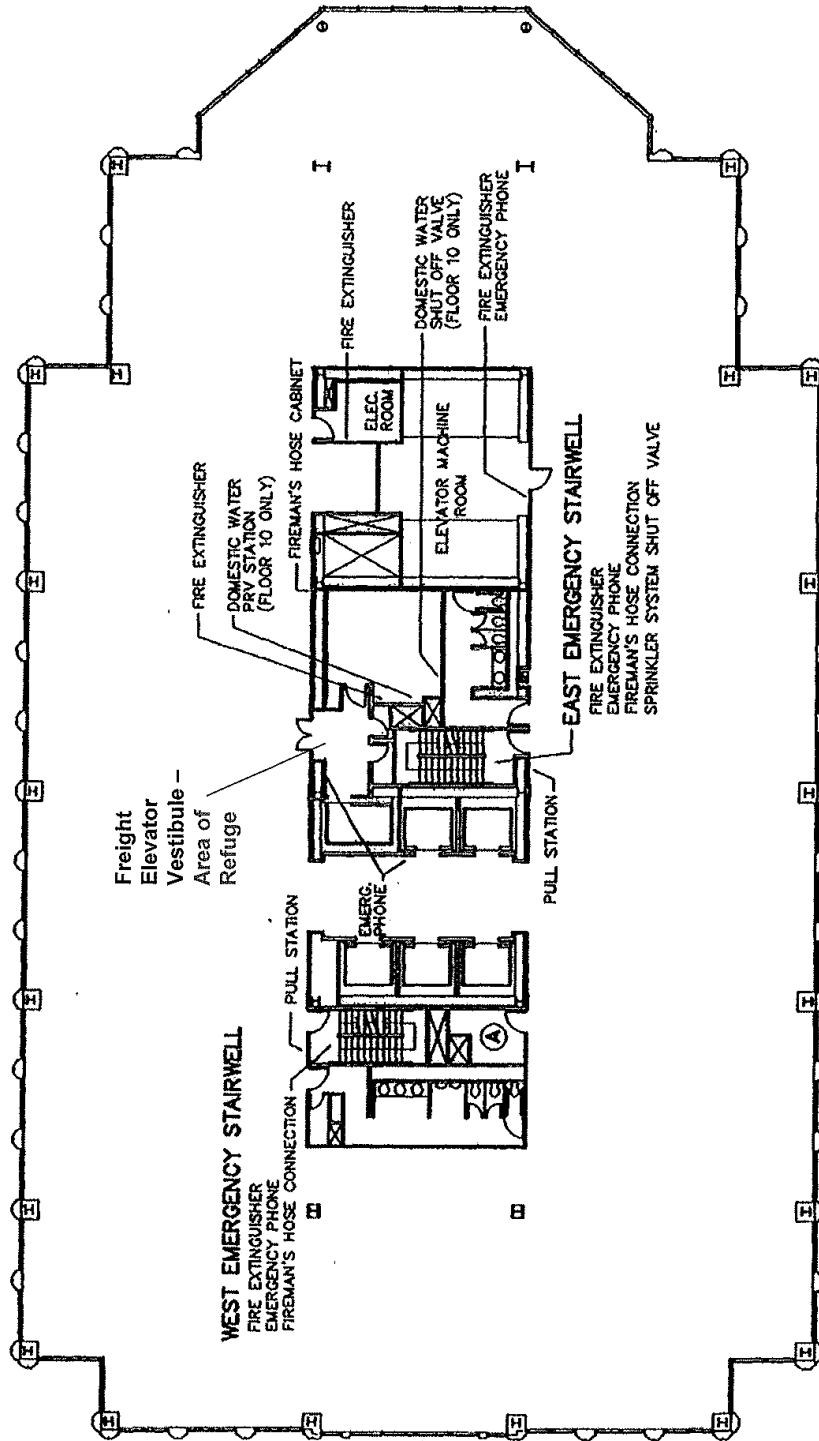 WEST EMERGENCY STAIRWELL
FIRE EXTINGUISHER
EMERGENCY PHONE
FIREMAN'S HOSE CONNECTION
PULL STATION
Freight
Elevator
Vestibule –
Area of
Refuge
EMERG.
PHONE
FIRE EXTINGUISHER
DOMESTIC WATER
PRV STATION
(FLOOR 10 ONLY)
FIREMAN'S HOSE CABINET
FIRE EXTINGUISHER
ELEC.
ROOM
ELEVATOR MACHINE
ROOM
DOMESTIC WATER
SHUT OFF VALVE
(FLOOR 10 ONLY)
FIRE EXTINGUISHER
EMERGENCY PHONE
A
PULL STATION
EAST EMERGENCY STAIRWELL
FIRE EXTINGUISHER
EMERGENCY PHONE
FIREMAN'S HOSE CONNECTION
SPRINKLER SYSTEM SHUT OFF VALVE